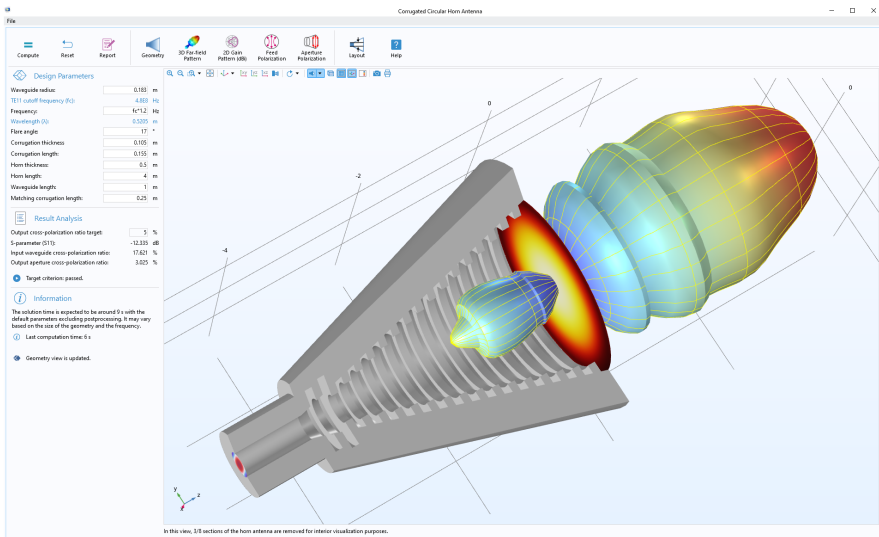 Corrugated Circular Horn Antenna
File
Compute
Reset
Report
Geometry
3D Far-field Pattern
2D Gain Pattern (dBi)
Feed Polarization
Aperture Polarization
Layout
Help
Design Parameters
Waveguide radius: 0.183 m
TE11 cutoff frequency (fc): 4.8E8 Hz
Frequency: fc*1.2 Hz
Wavelength (λ): 0.5205 m
Flare angle: 17 °
Corrugation thickness 0.105 m
Corrugation length: 0.155 m
Horn thickness: 0.5 m
Horn length: 4 m
Waveguide length: 1 m
Matching corrugation length: 0.25 m
Result Analysis
Output cross-polarization ratio target: 5 %
S-parameter (S11): -12.335 dB
Input waveguide cross-polarization ratio: 17.621 %
Output aperture cross-polarization ratio: 3.025 %
Target criterion: passed.
Information
The solution time is expected to be around 9 s with the
default parameters excluding postprocessing. It may vary
based on the size of the geometry and the frequency.
Last computation time: 6 s
Geometry view is updated.
0
0
-2
-4
y
z
x
In this view, 3/8 sections of the horn antenna are removed for interior visualization purposes.